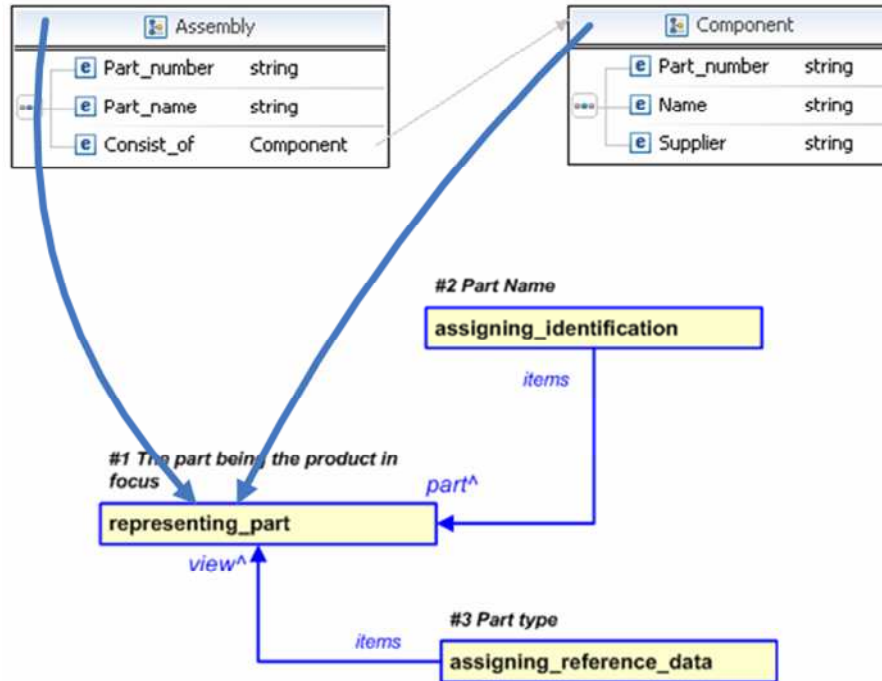 Assembly
Part_number string
Part_name string
Consist_of Component
Component
Part_number string
Name string
Supplier string
#2 Part Name
assigning_identification
items
#1 The part being the product in
focus
part^
representing_part
view^
#3 Part type
items
assigning_reference_data